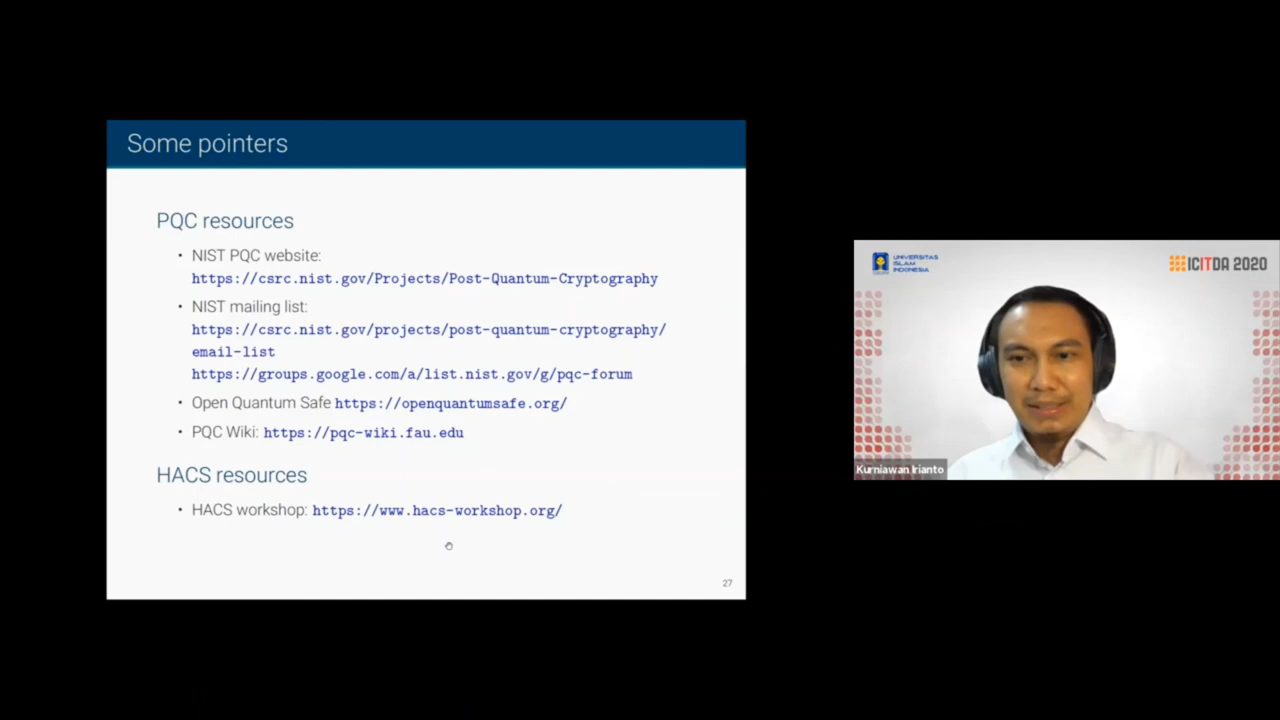 Some pointers
PQC resources
• NIST PQC website:
https://csrc.nist.gov/Projects/Post-Quantum-Cryptography
• NIST mailing list:
https://csrc.nist.gov/projects/post-quantum-cryptography/
email-list
https://groups.google.com/a/list.nist.gov/g/pqc-forum
• Open Quantum Safe https://openquantumsafe.org/
• PQC Wiki: https://pqc-wiki.fau.edu
HACS resources
• HACS workshop: https://www.hacs-workshop.org/
27
UNIVERSITAS
ISLAM
INDONESIA
ICITDA 2020
Kurniawan Irianto